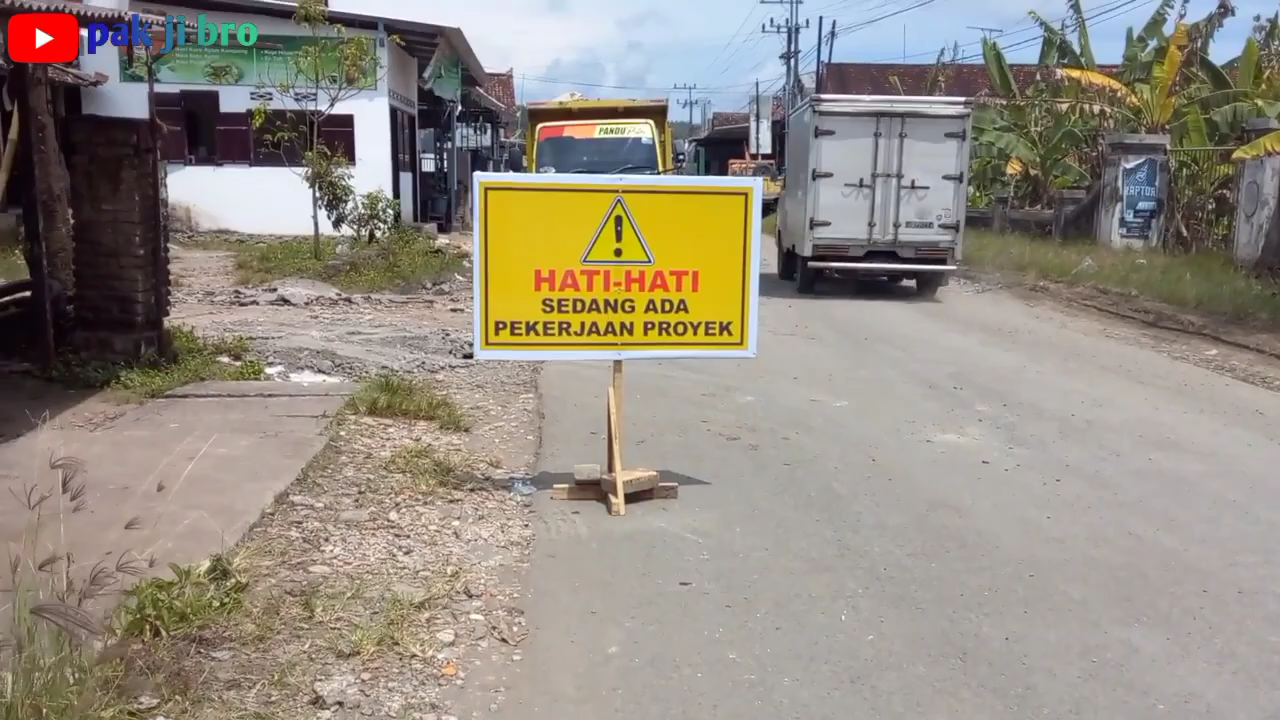 pak ji bro
PANDU
HATI-HATI
SEDANG ADA
PEKERJAAN PROYEK
RAPTOR